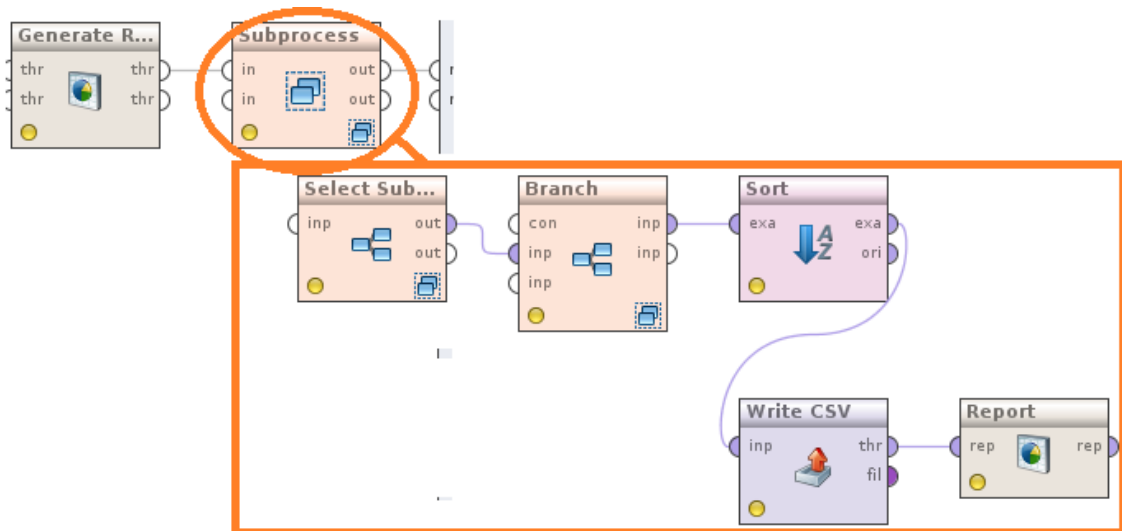 Generate R...
thr thr
thr thr
Subprocess
in out
in out
Select Sub...
inp out
out
Branch
con inp
inp inp
inp
Sort
exa exa
ori
A
Z
Write CSV
inp thr
fil
Report
rep rep